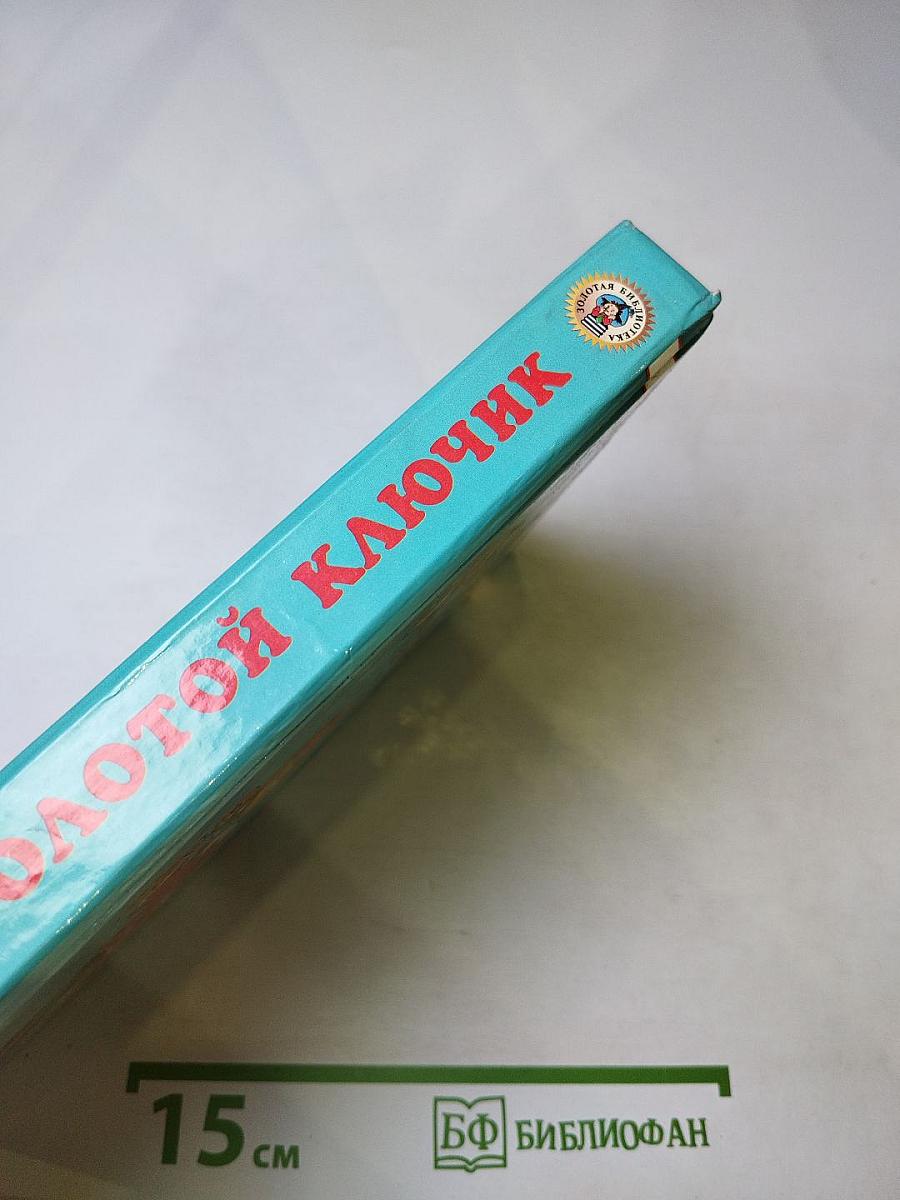 ЗОЛОТАЯ БИБЛИОТЕКА
ОЛОТОЙ КЛЮЧИК
15 см
БФ БИБЛИОФАН